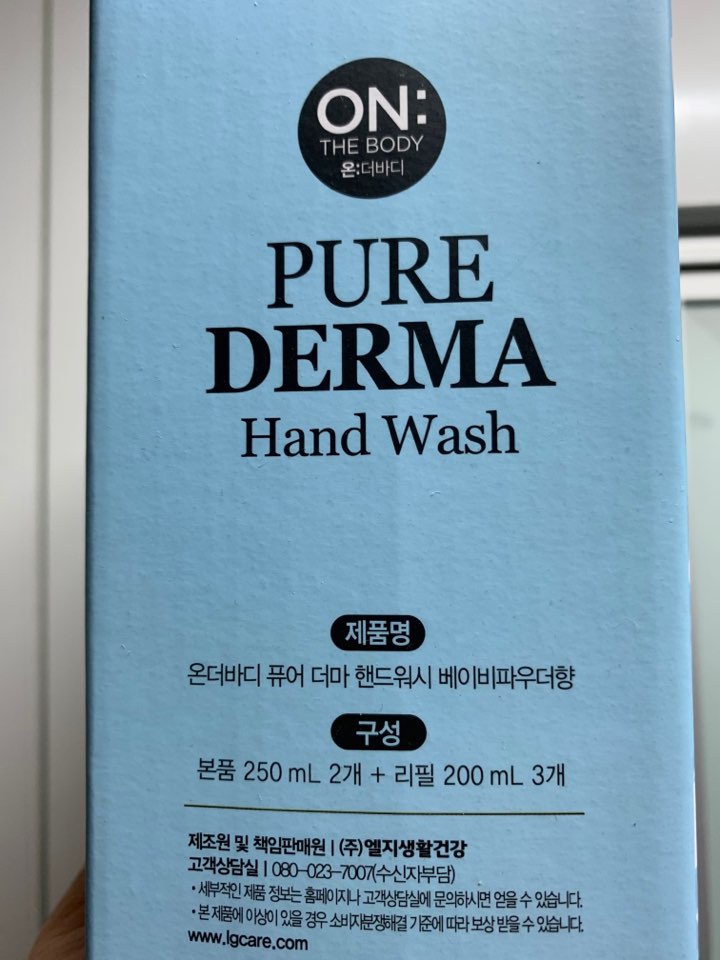 ON:
THE BODY
온:더바디
PURE
DERMA
Hand Wash
제품명
온더바디 퓨어 더마 핸드워시 베이비파우더향
구성
본품 250 mL 2개 + 리필 200 mL 3개
제조원 및 책임판매원 | (주)엘지생활건강
고객상담실 | 080-023-7007(수신자부담)
• 세부적인 제품 정보는 홈페이지나 고객상담실에 문의하시면 얻을 수 있습니다.
• 본 제품에 이상이 있을 경우 소비자분쟁해결 기준에 따라 보상 받을 수 있습니다.
www.lgcare.com